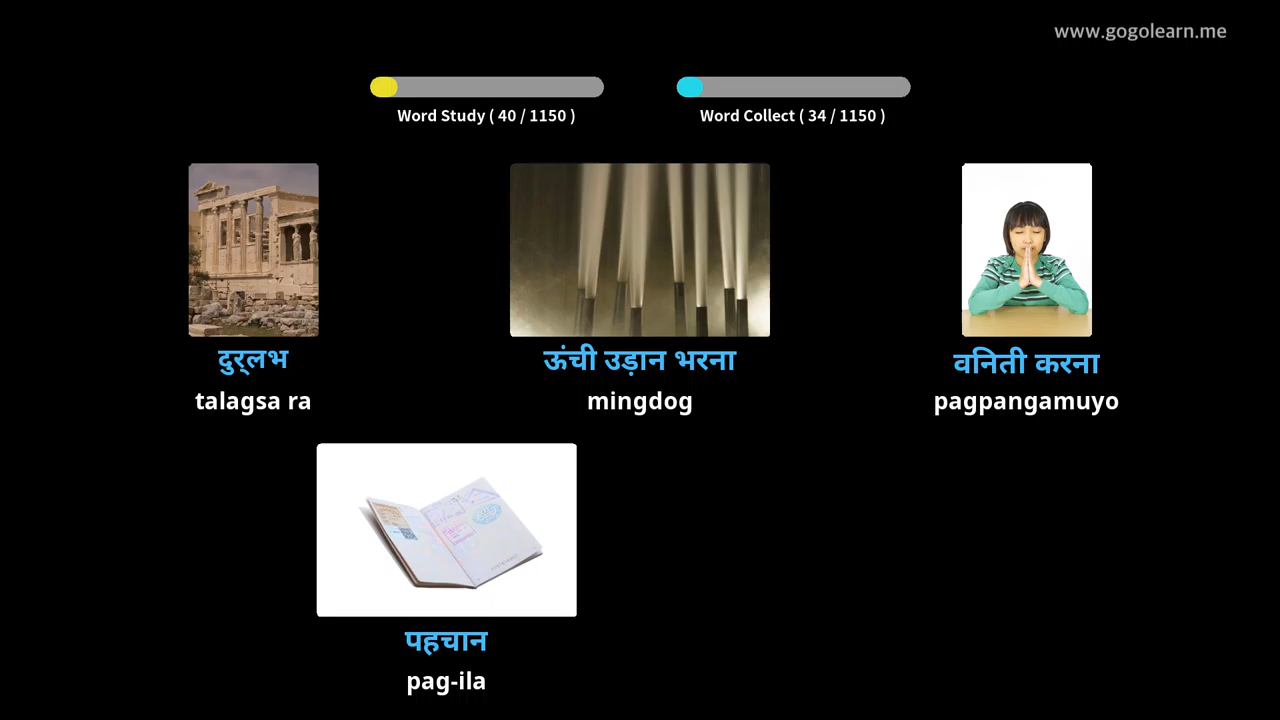 www.gogolearn.me
Word Study ( 40 / 1150 )
Word Collect ( 34 / 1150 )
दुर्‌लभ
talagsa ra
ऊंची उड़ान भरना
mingdog
वनिती करना
pagpangamuyo
पहचान
pag-ila